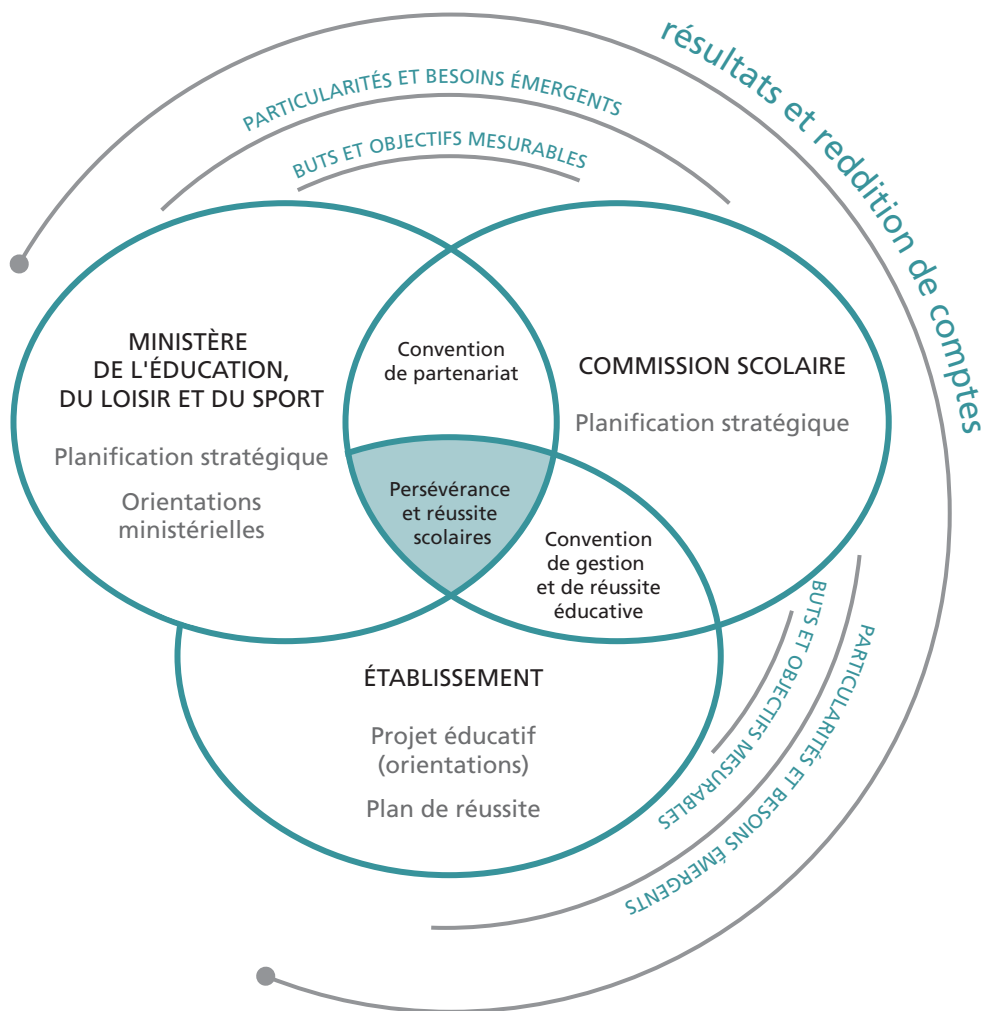 résultats et reddition de comptes
PARTICULARITÉS ET BESOINS ÉMERGENTS
BUTS ET OBJECTIFS MESURABLES
MINISTÈRE
DE L'ÉDUCATION,
DU LOISIR ET DU SPORT
Planification stratégique
Orientations
ministérielles
Convention
de partenariat
COMMISSION SCOLAIRE
Planification stratégique
Persévérance
et réussite
scolaires
Convention
de gestion
et de réussite
éducative
ÉTABLISSEMENT
Projet éducatif
(orientations)
Plan de réussite
BUTS ET OBJECTIFS MESURABLES
PARTICULARITÉS ET BESOINS ÉMERGENTS